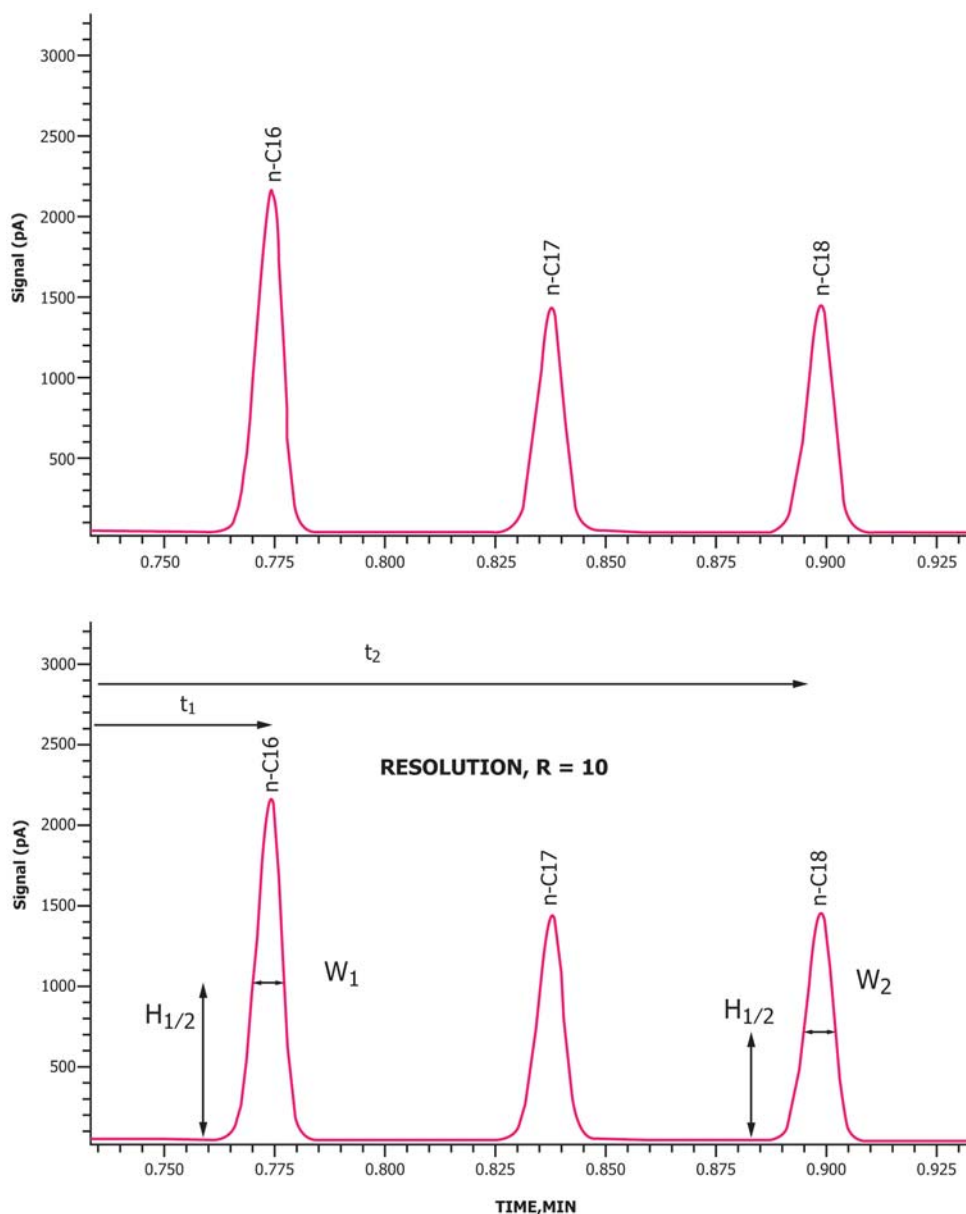 3000
2500
2000
1500
1000
500
Signal (pA)
n-C16
n-C17
n-C18
0.750 0.775 0.800 0.825 0.850 0.875 0.900 0.925
3000
2500
2000
1500
1000
500
Signal (pA)
t2
t1
n-C16
RESOLUTION, R = 10
n-C17
n-C18
W1
W2
H1/2
H1/2
0.750 0.775 0.800 0.825 0.850 0.875 0.900 0.925
TIME,MIN